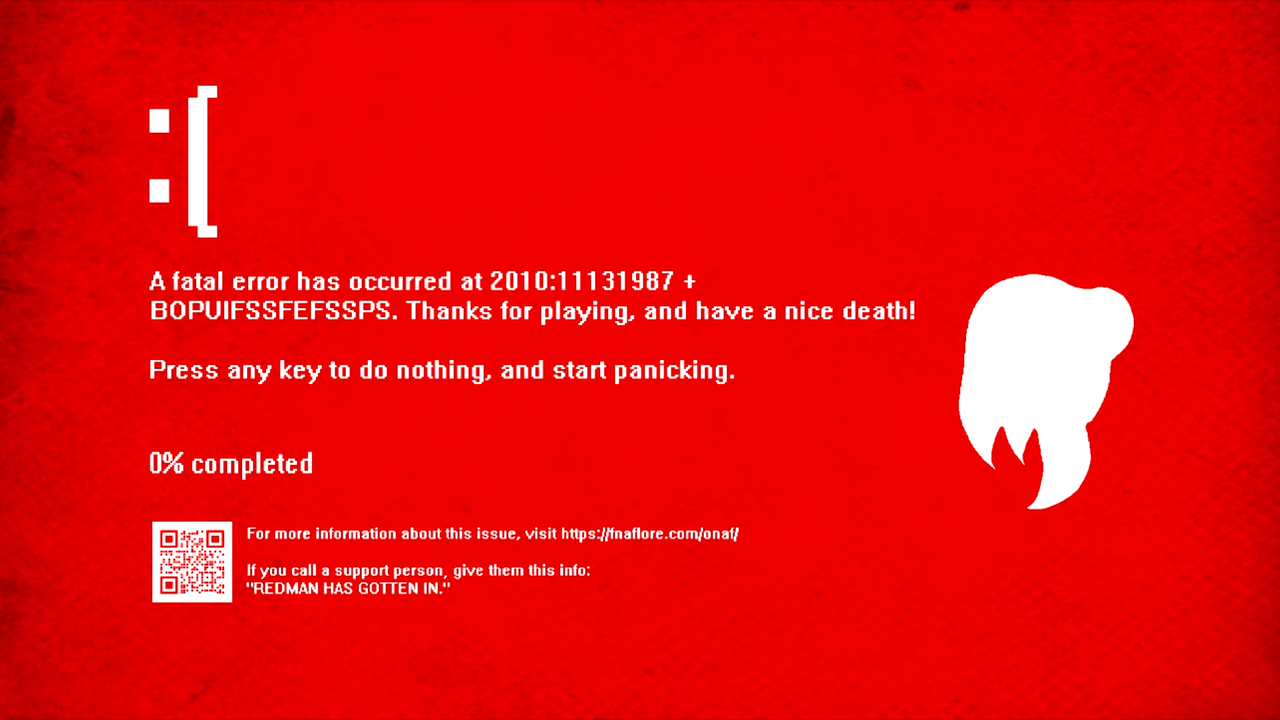 :[
A fatal error has occurred at 2010:11131987 +
BOPUIFSSFEFSSPS. Thanks for playing, and have a nice death!
Press any key to do nothing, and start panicking.
0% completed
For more information about this issue, visit https://fnaflore.com/onaf/
If you call a support person, give them this info:
"REDMAN HAS GOTTEN IN."